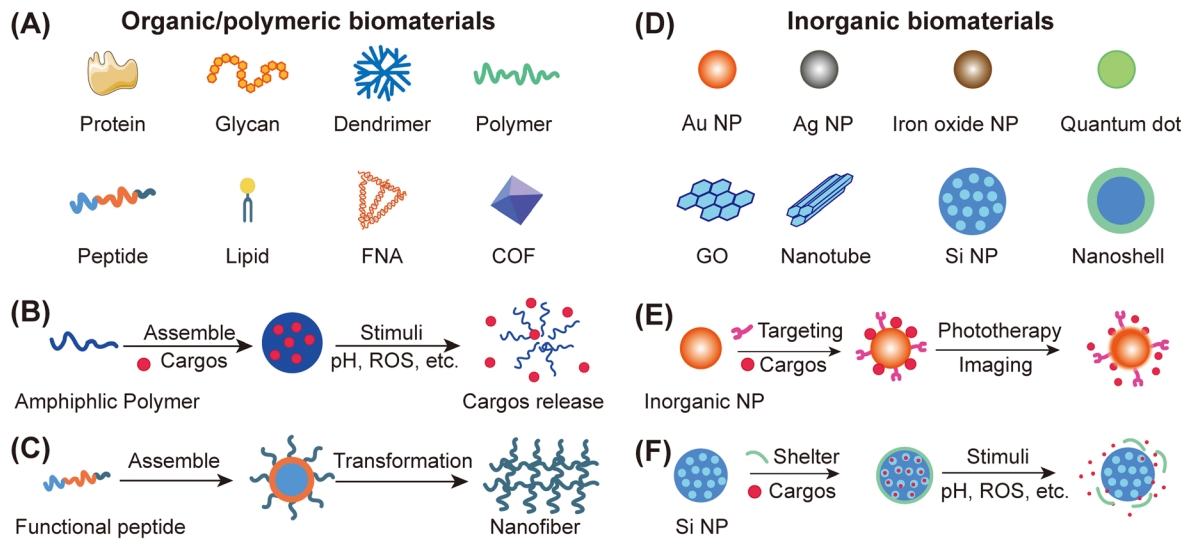 (A) Organic/polymeric biomaterials
Protein Glycan Dendrimer Polymer
Peptide Lipid FNA COF
(B)
Assemble
Cargos
Stimuli
pH, ROS, etc.
Amphiphlic Polymer
Cargos release
(C)
Assemble
Transformation
Functional peptide
Nanofiber
(D) Inorganic biomaterials
Au NP Ag NP Iron oxide NP Quantum dot
GO Nanotube Si NP Nanoshell
(E)
Targeting
Cargos
Phototherapy
Imaging
Inorganic NP
(F)
Shelter
Cargos
Stimuli
pH, ROS, etc.
Si NP